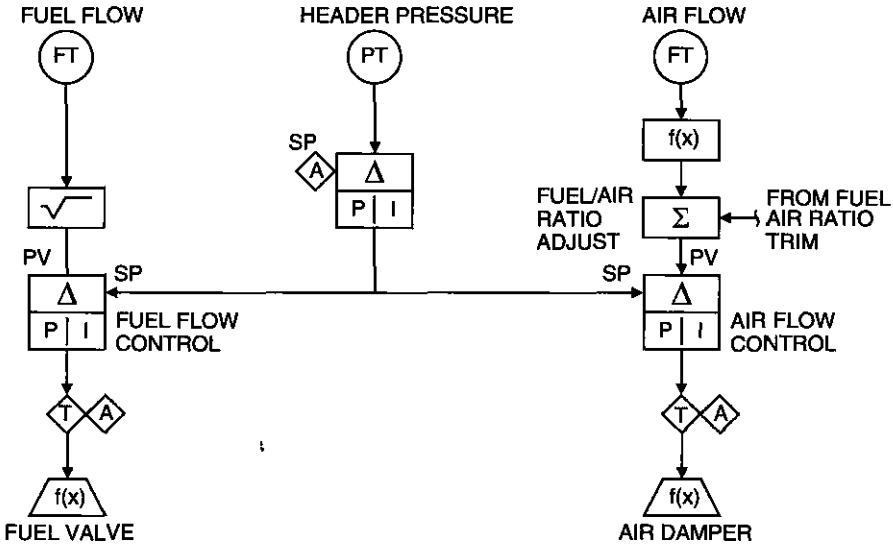 FUEL FLOW
HEADER PRESSURE
AIR FLOW
FT
PT
FT
f(x)
SP
A
Δ
P I
√
FUEL/AIR
RATIO
ADJUST
Σ
FROM FUEL
AIR RATIO
TRIM
PV
PV
SP
SP
Δ
P I
FUEL FLOW
CONTROL
Δ
P I
AIR FLOW
CONTROL
T A
T A
f(x)
f(x)
FUEL VALVE
AIR DAMPER